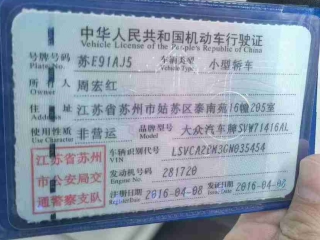 中华人民共和国机动车行驶证
Vehicle License of the People's Republic of China
号牌号码 苏E91AJ5 车辆类型 小型轿车
Plate No. Vehicle Type
所有人 周宏红
Owner
住址 江苏省苏州市姑苏区泰南苑16幢205室
Address
使用性质 非营运 品牌型号 大众汽车牌SVW71416AL
Use Character Model
江苏省苏州市公安局交通警察支队
车辆识别代号 LSVCA2EM3GN035454
VIN
发动机号码 281720
Engine No.
注册日期 2016-04-08 发证日期 2016-04-08